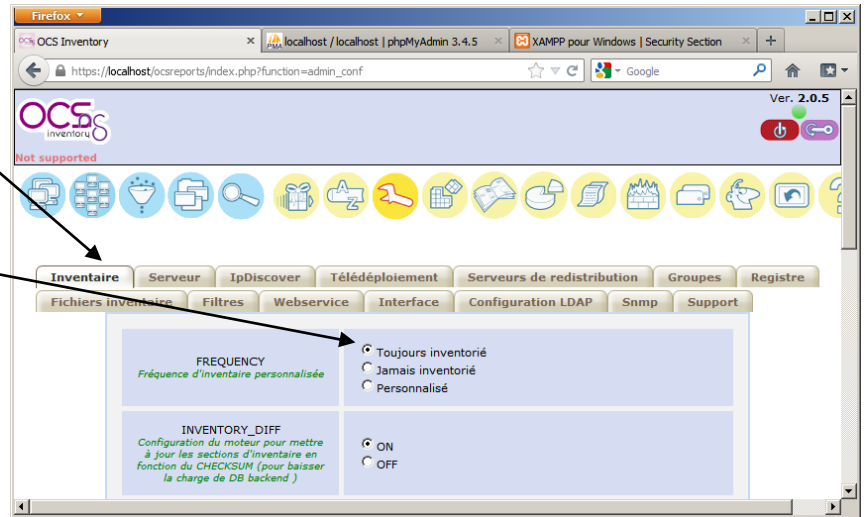 Firefox
OCS Inventory
localhost / localhost | phpMyAdmin 3.4.5
XAMPP pour Windows | Security Section
https://localhost/ocsreports/index.php?function=admin_conf
Google
OCS
inventory
Ver. 2.0.5
Not supported
Inventaire
Serveur
IpDiscover
Télédéploiement
Serveurs de redistribution
Groupes
Registre
Fichiers inventaire
Filtres
Webservice
Interface
Configuration LDAP
Snmp
Support
FREQUENCY
Fréquence d'inventaire personnalisée
Toujours inventorié
Jamais inventorié
Personnalisé
INVENTORY_DIFF
Configuration du moteur pour mettre
à jour les sections d'inventaire en
fonction du CHECKSUM (pour baisser
la charge de DB backend )
ON
OFF